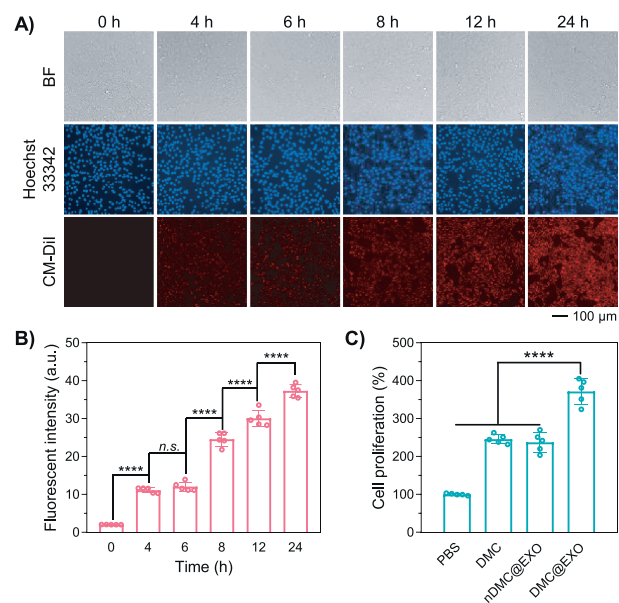 A)
0 h 4 h 6 h 8 h 12 h 24 h
BF
Hoechst
33342
CM-Dil
100 μm
B)
Fluorescent intensity (a.u.)
50
40
30
20
10
0
****
n.s.
****
****
****
0 4 6 8 12 24
Time (h)
C)
Cell proliferation (%)
500
400
300
200
100
0
****
PBS
DMC
nDMC@EXO
DMC@EXO